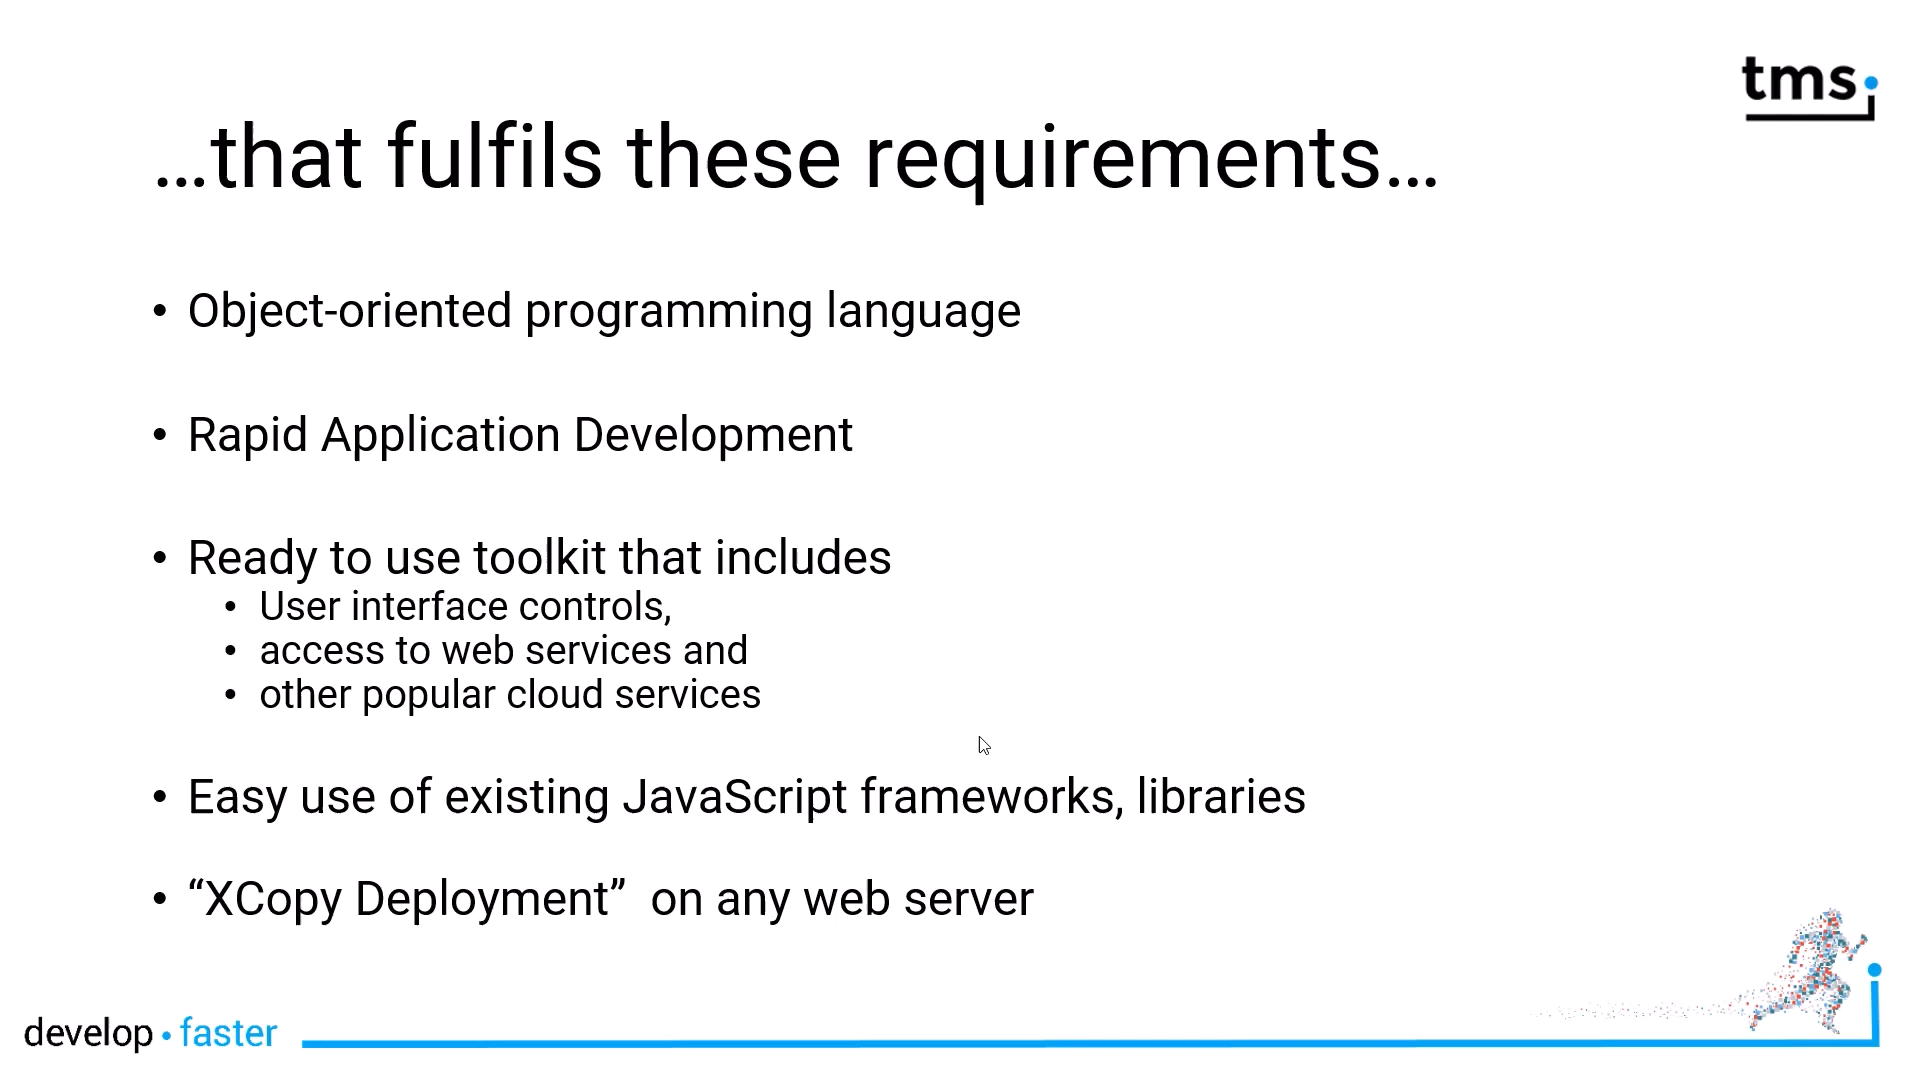 tms
…that fulfils these requirements…
• Object-oriented programming language
• Rapid Application Development
• Ready to use toolkit that includes
• User interface controls,
• access to web services and
• other popular cloud services
• Easy use of existing JavaScript frameworks, libraries
• “XCopy Deployment”  on any web server
develop • faster